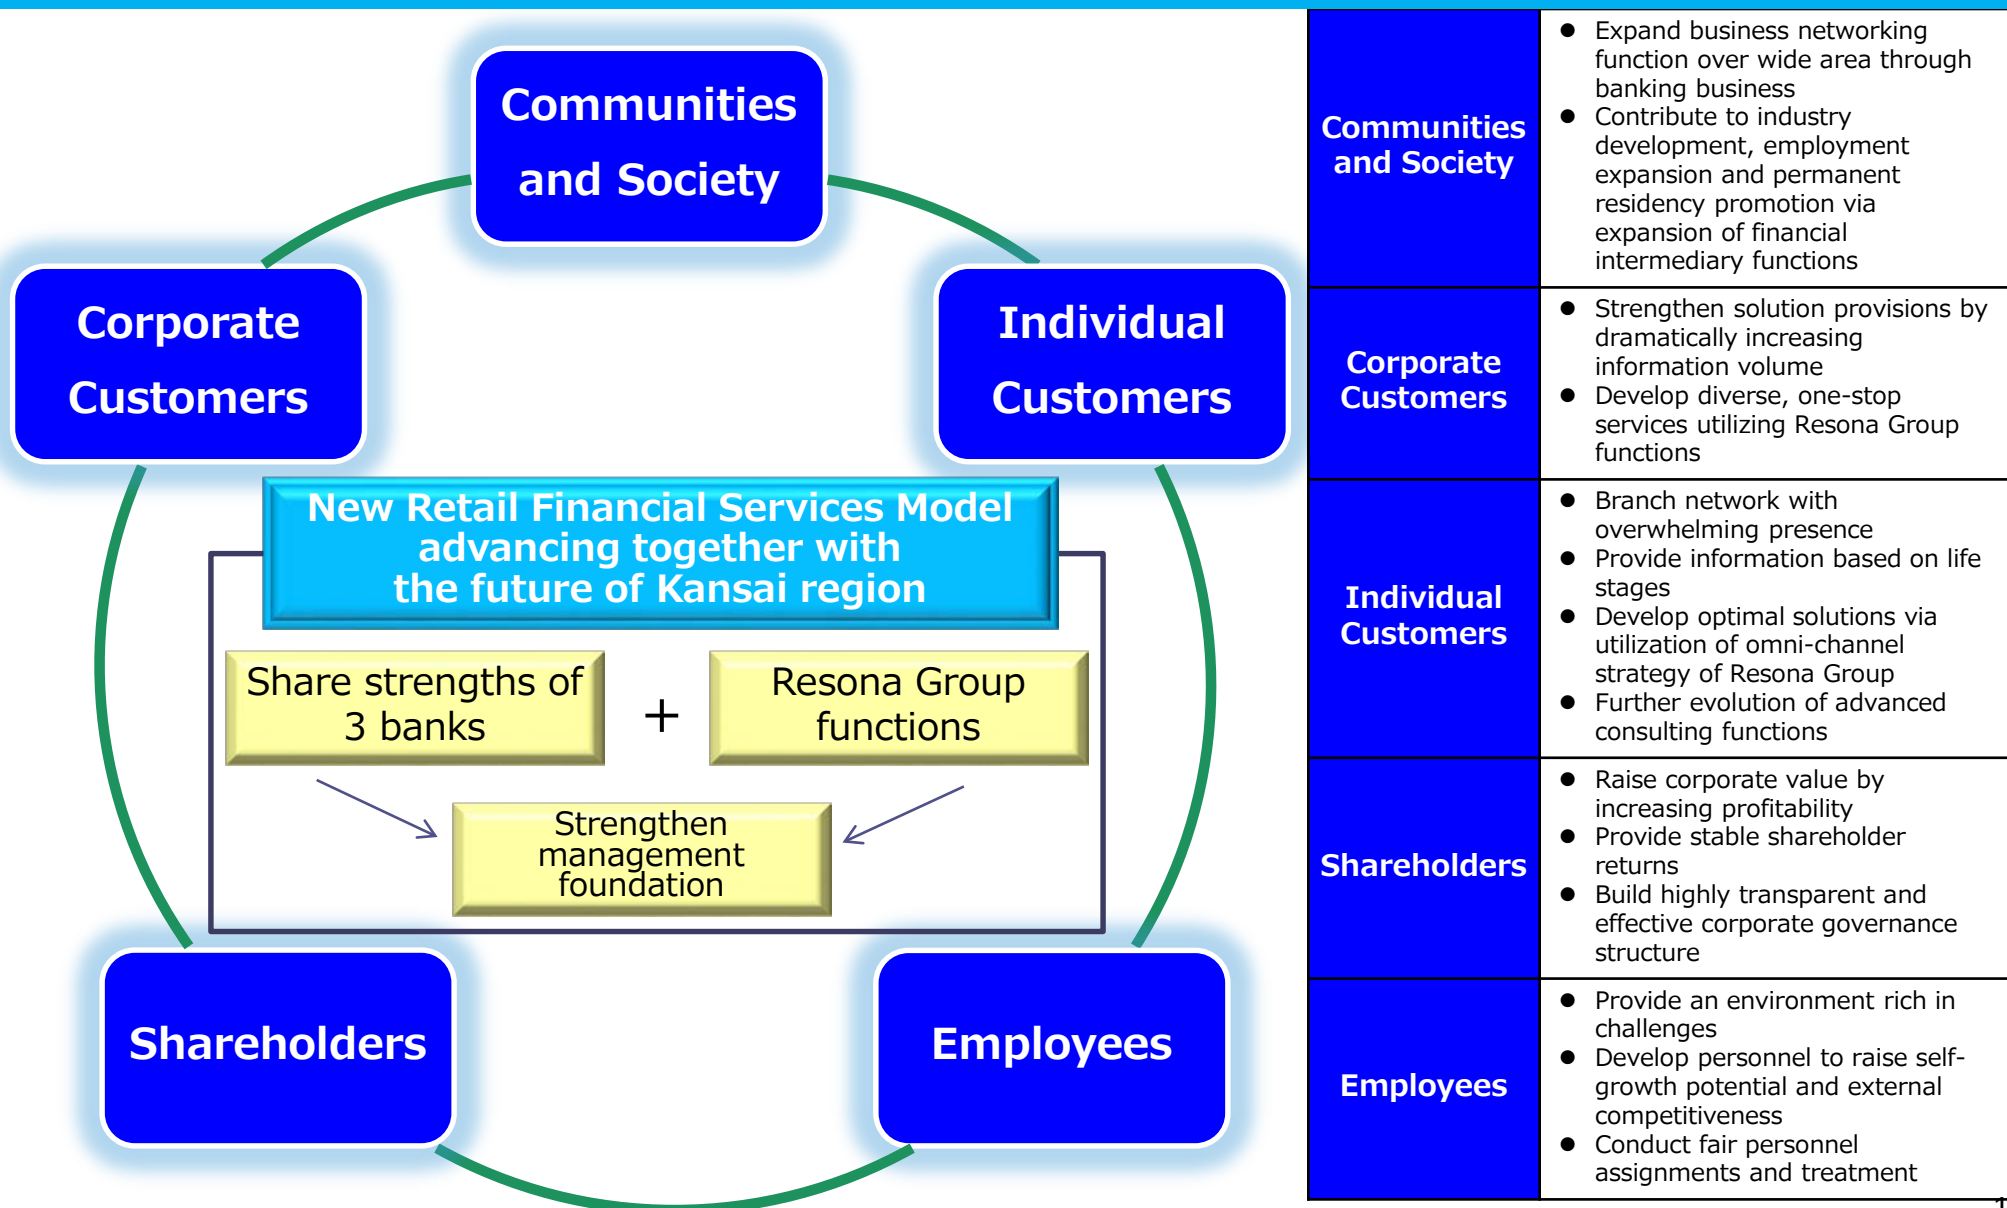 Communities
and Society
Corporate
Customers
Individual
Customers
New Retail Financial Services Model
advancing together with
the future of Kansai region
Share strengths of
3 banks
+
Resona Group
functions
Strengthen
management
foundation
Shareholders
Employees
Communities
and Society
● Expand business networking
function over wide area through
banking business
● Contribute to industry
development, employment
expansion and permanent
residency promotion via
expansion of financial
intermediary functions
Corporate
Customers
● Strengthen solution provisions by
dramatically increasing
information volume
● Develop diverse, one-stop
services utilizing Resona Group
functions
Individual
Customers
● Branch network with
overwhelming presence
● Provide information based on life
stages
● Develop optimal solutions via
utilization of omni-channel
strategy of Resona Group
● Further evolution of advanced
consulting functions
Shareholders
● Raise corporate value by
increasing profitability
● Provide stable shareholder
returns
● Build highly transparent and
effective corporate governance
structure
Employees
● Provide an environment rich in
challenges
● Develop personnel to raise self-
growth potential and external
competitiveness
● Conduct fair personnel
assignments and treatment